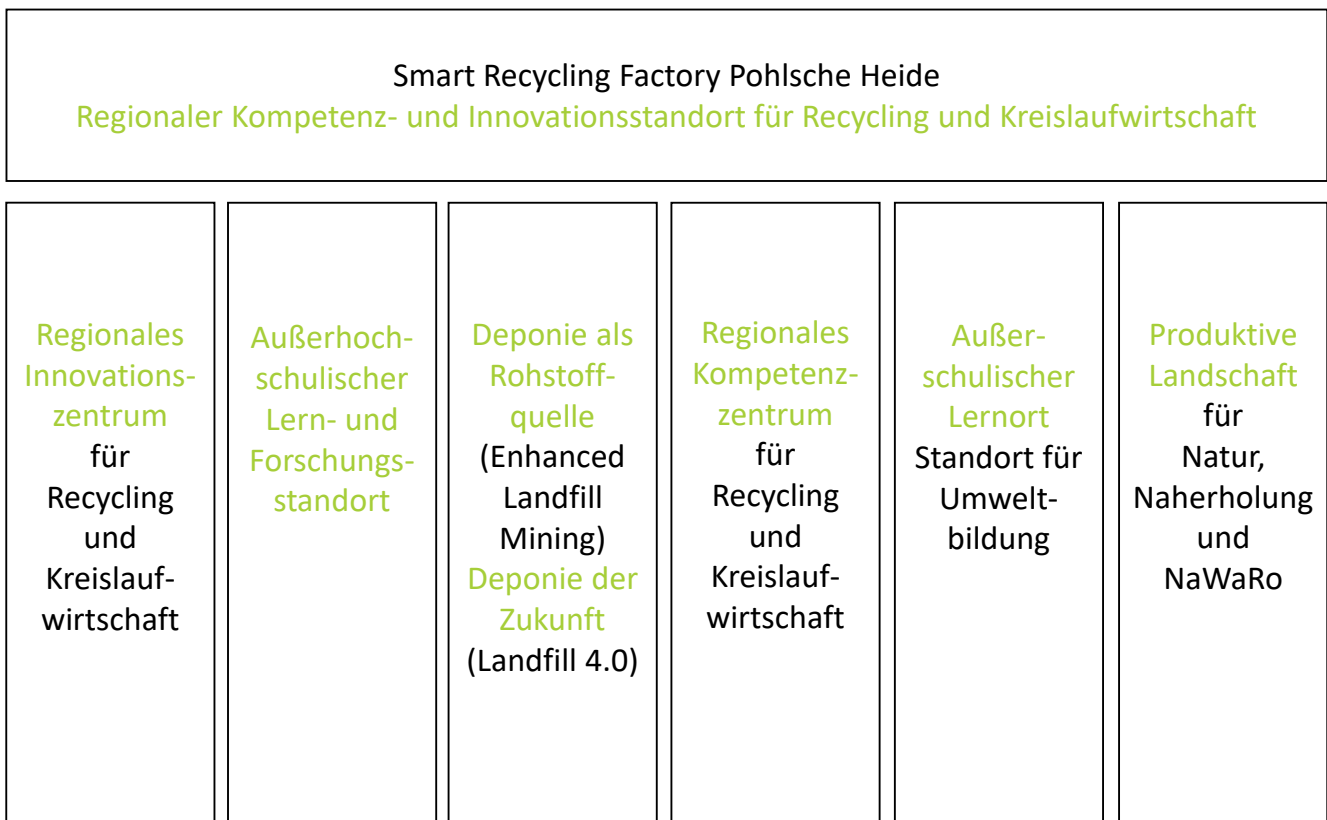 Smart Recycling Factory Pohlsche Heide
Regionaler Kompetenz- und Innovationsstandort für Recycling und Kreislaufwirtschaft
Regionales
Innovations-
zentrum
für
Recycling
und
Kreislauf-
wirtschaft
Außerhoch-
schulischer
Lern- und
Forschungs-
standort
Deponie als
Rohstoff-
quelle
(Enhanced
Landfill
Mining)
Deponie der
Zukunft
(Landfill 4.0)
Regionales
Kompetenz-
zentrum
für
Recycling
und
Kreislauf-
wirtschaft
Außer-
schulischer
Lernort
Standort für
Umwelt-
bildung
Produktive
Landschaft
für
Natur,
Naherholung
und
NaWaRo